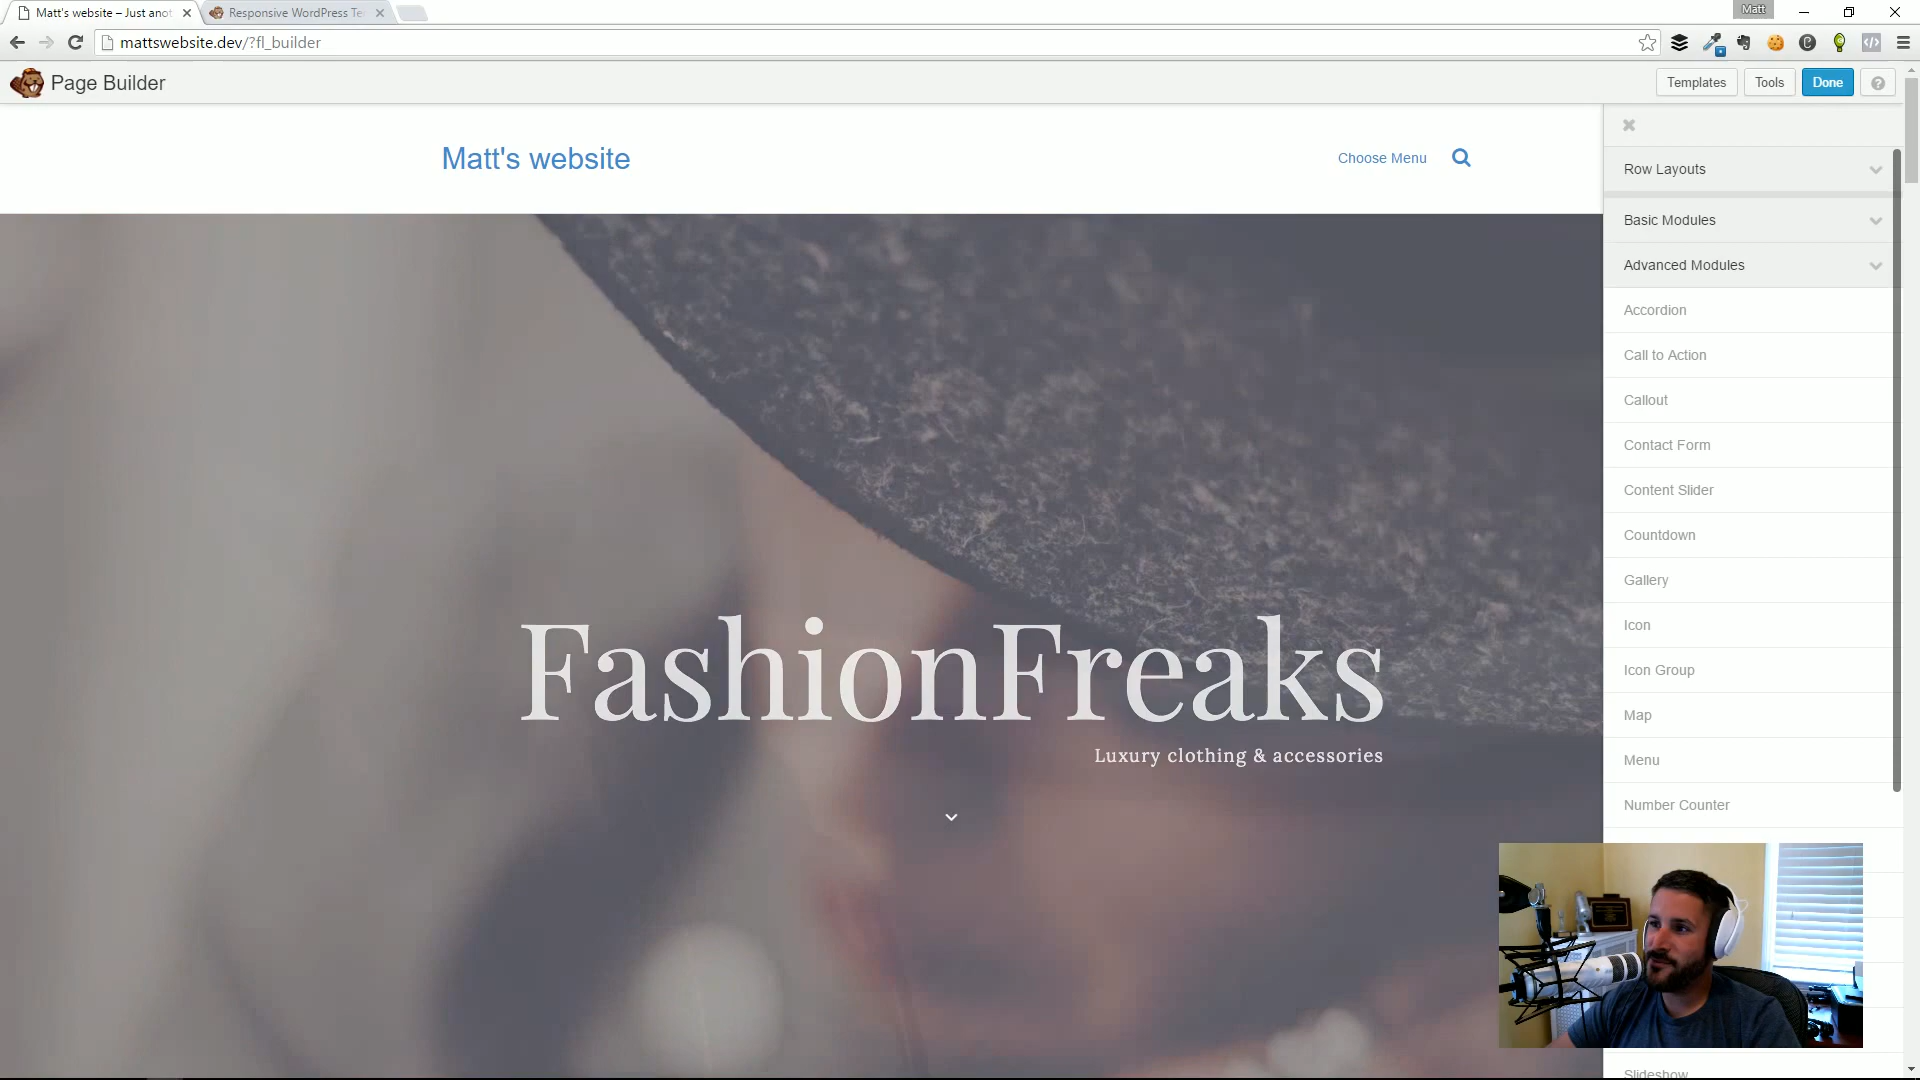 Matt's website – Just anot
Responsive WordPress Te
Matt
mattswebsite.dev/?fl_builder
Page Builder
Templates
Tools
Done
Matt's website
Choose Menu
Row Layouts
Basic Modules
Advanced Modules
Accordion
Call to Action
Callout
Contact Form
Content Slider
Countdown
Gallery
Icon
Icon Group
Map
Menu
Number Counter
Slideshow
FashionFreaks
Luxury clothing & accessories